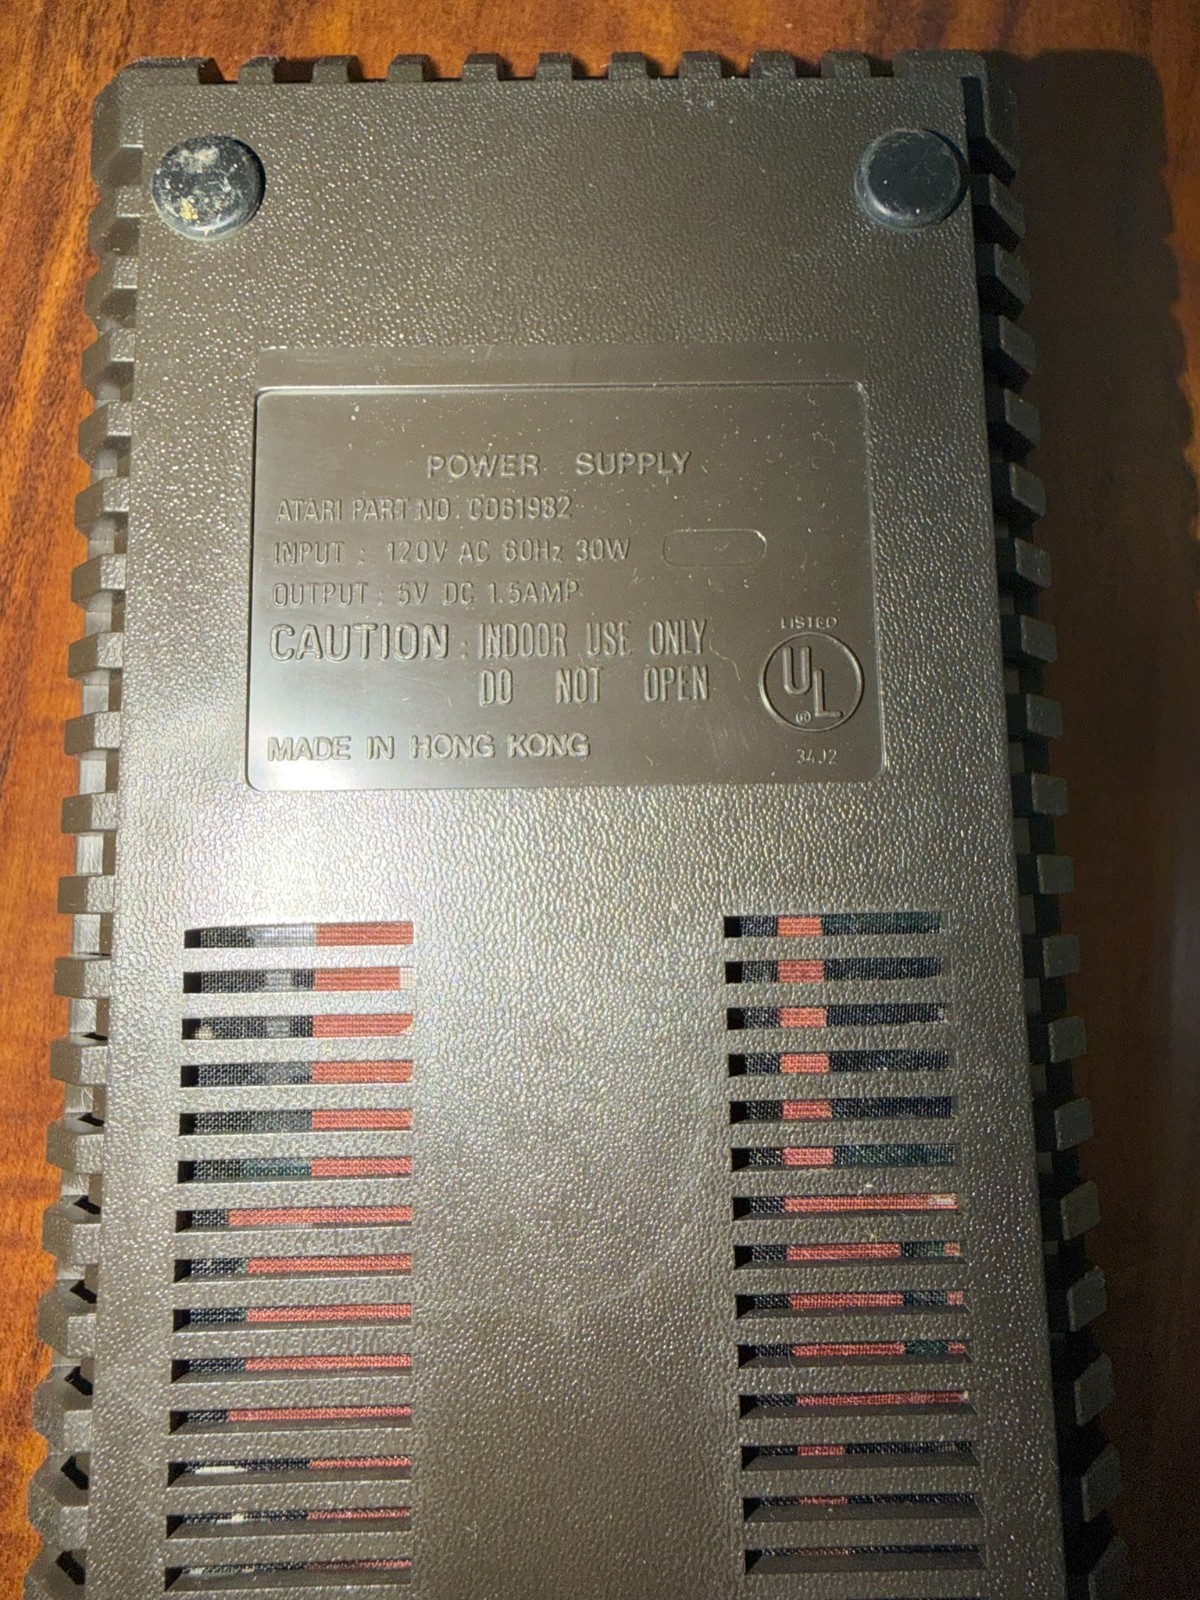 POWER SUPPLY
ATARI PART NO. CO61982
INPUT : 120V AC 60Hz 30W
OUTPUT : 5V DC 1.5AMP
CAUTION : INDOOR USE ONLY
DO NOT OPEN
LISTED
UL
MADE IN HONG KONG
34J2